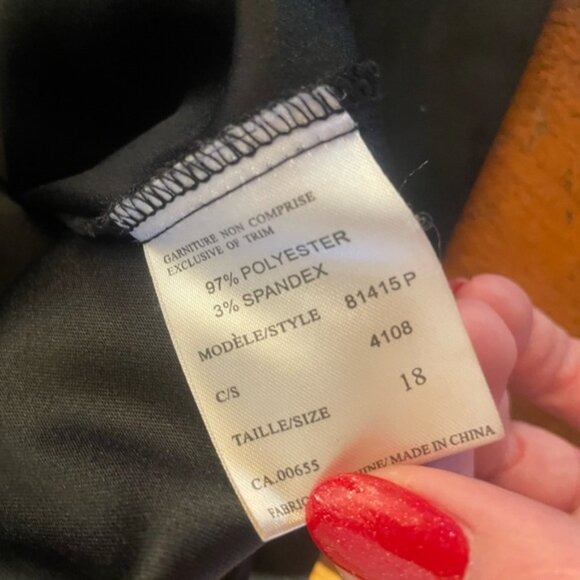 GARNITURE NON COMPRISE
EXCLUSIVE OF TRIM
97% POLYESTER
3% SPANDEX
MODÈLE/STYLE 81415 P
C/S 4108
TAILLE/SIZE 18
CA.00655
MADE IN CHINA